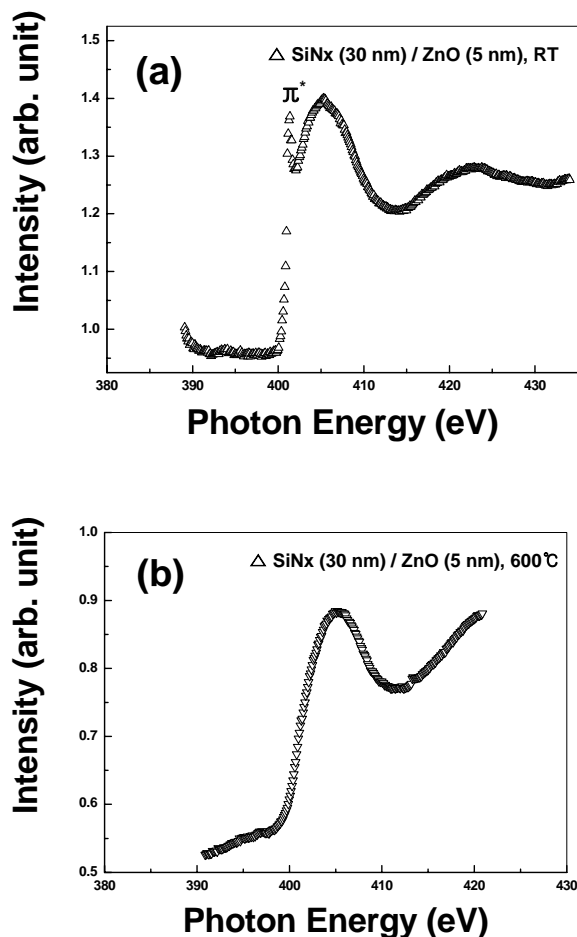 (a)
△ SiNx (30 nm) / ZnO (5 nm), RT
π*
Intensity (arb. unit)
1.5
1.4
1.3
1.2
1.1
1.0
0.9
380 390 400 410 420 430
Photon Energy (eV)
(b)
△ SiNx (30 nm) / ZnO (5 nm), 600℃
Intensity (arb. unit)
1.0
0.9
0.8
0.7
0.6
0.5
380 390 400 410 420 430
Photon Energy (eV)